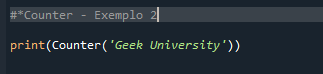 #*Counter - Exemplo 2
print(Counter('Geek University'))